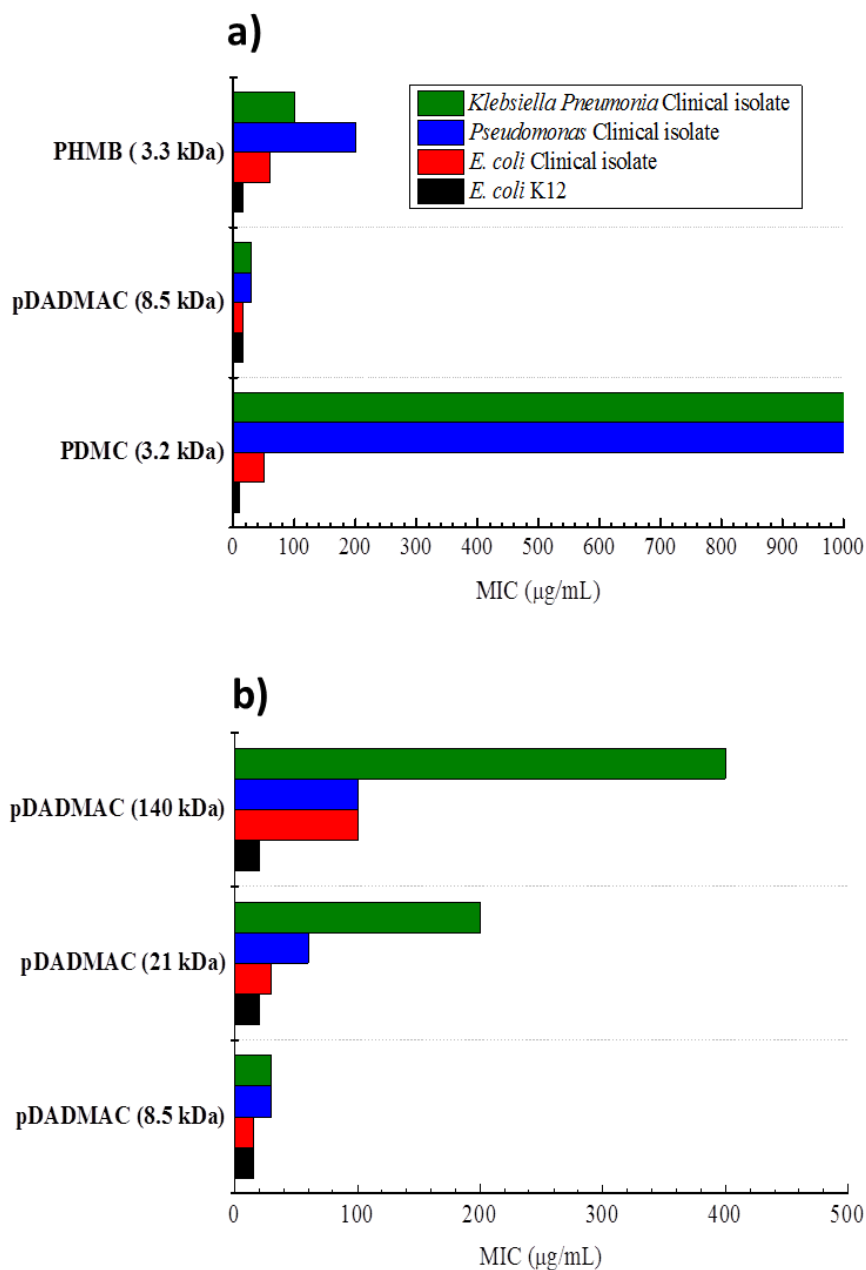 a)
Klebsiella Pneumonia Clinical isolate
Pseudomonas Clinical isolate
E. coli Clinical isolate
E. coli K12
PHMB ( 3.3 kDa)
pDADMAC (8.5 kDa)
PDMC (3.2 kDa)
0 100 200 300 400 500 600 700 800 900 1000
MIC (μg/mL)
b)
pDADMAC (140 kDa)
pDADMAC (21 kDa)
pDADMAC (8.5 kDa)
0 100 200 300 400 500
MIC (μg/mL)